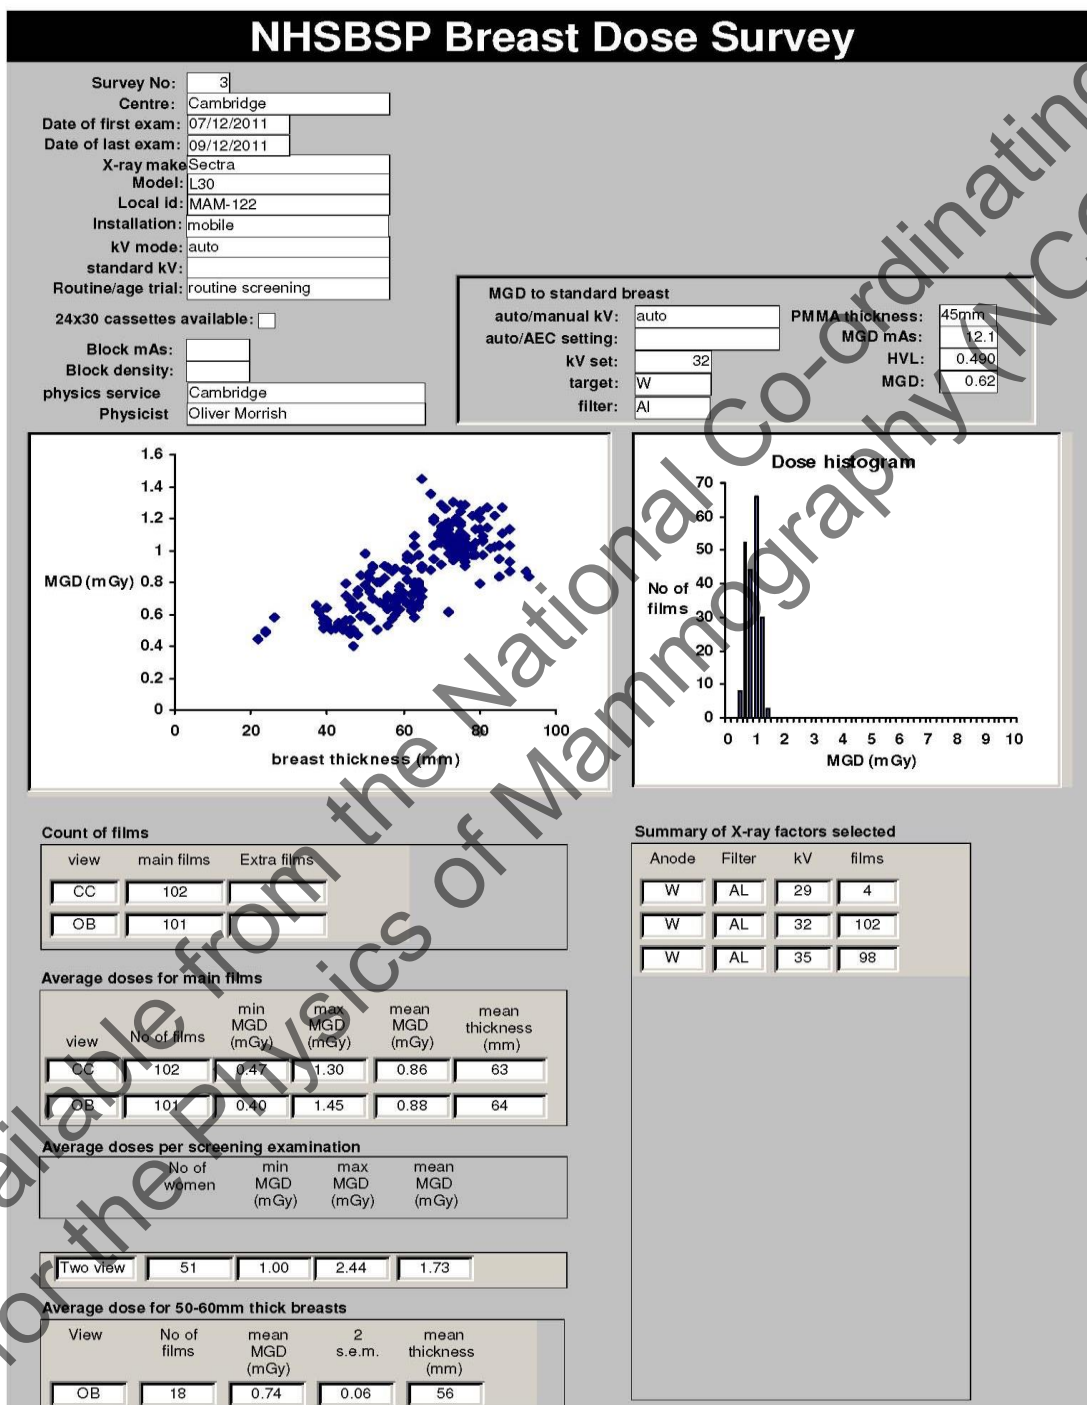 NHSBSP Breast Dose Survey
Survey No: 3
Centre: Cambridge
Date of first exam: 07/12/2011
Date of last exam: 09/12/2011
X-ray make Sectra
Model: L30
Local id: MAM-122
Installation: mobile
kV mode: auto
standard kV:
Routine/age trial: routine screening
24x30 cassettes available:
Block mAs:
Block density:
physics service Cambridge
Physicist Oliver Morrish
MGD to standard breast
auto/manual kV: auto PMMA thickness: 45mm
auto/AEC setting: MGD mAs: 12.1
kV set: 32 HVL: 0.490
target: W MGD: 0.62
filter: Al
1.6
1.4
1.2
1
MGD (mGy) 0.8
0.6
0.4
0.2
0
0 20 40 60 80 100
breast thickness (mm)
Dose histogram
70
60
50
No of 40
films 30
20
10
0
0 1 2 3 4 5 6 7 8 9 10
MGD (mGy)
Count of films
view main films Extra films
CC 102
OB 101
Average doses for main films
view No of films min MGD (mGy) max MGD (mGy) mean MGD (mGy) mean thickness (mm)
CC 102 0.47 1.30 0.86 63
OB 101 0.40 1.45 0.88 64
Average doses per screening examination
No of women min MGD (mGy) max MGD (mGy) mean MGD (mGy)
Two view 51 1.00 2.44 1.73
Average dose for 50-60mm thick breasts
View No of films mean MGD (mGy) 2 s.e.m. mean thickness (mm)
OB 18 0.74 0.06 56
Summary of X-ray factors selected
Anode Filter kV films
W AL 29 4
W AL 32 102
W AL 35 98
from the National Co-ordinating
for the Physics of Mammography